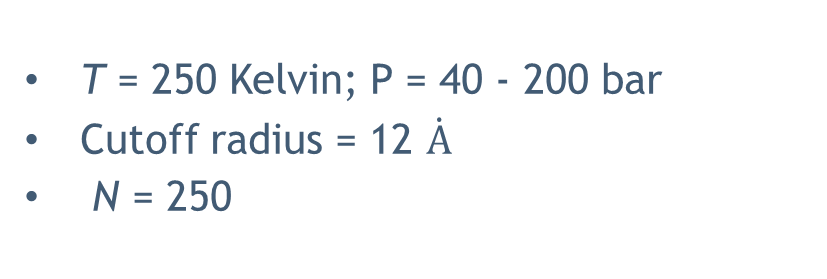 • T = 250 Kelvin; P = 40 - 200 bar
• Cutoff radius = 12 Ȧ
• N = 250